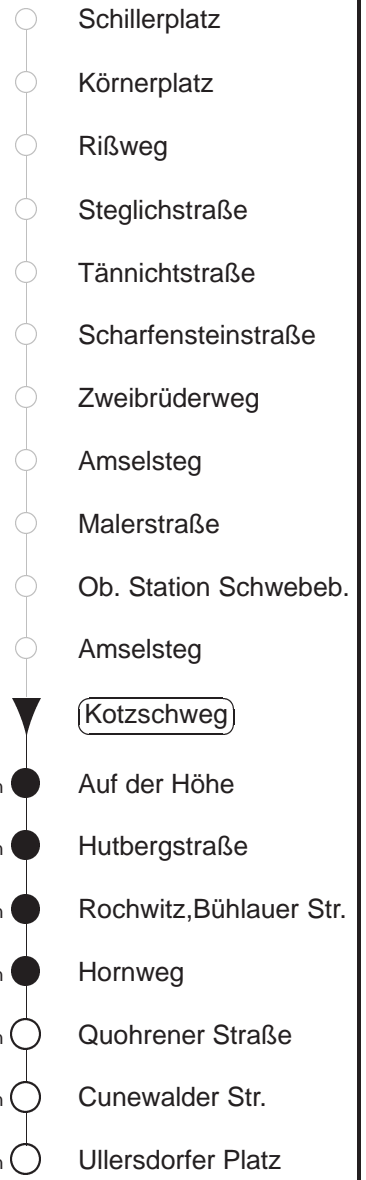 Schillerplatz
Körnerplatz
Rißweg
Steglichstraße
Tännichtstraße
Scharfensteinstraße
Zweibrüderweg
Amselsteg
Malerstraße
Ob. Station Schwebeb.
Amselsteg
Kotzschweg
Auf der Höhe
Hutbergstraße
Rochwitz,Bühlauer Str.
Hornweg
Quohrener Straße
Cunewalder Str.
Ullersdorfer Platz